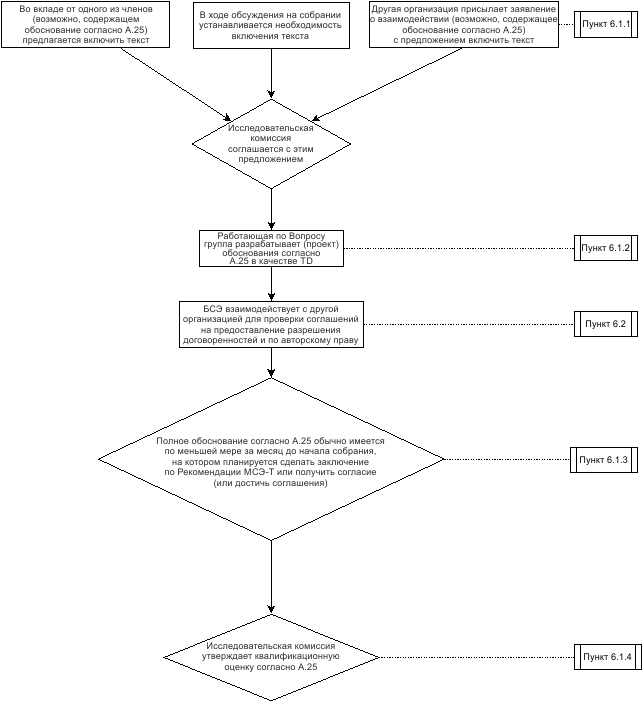 Во вкладе от одного из членов
(возможно, содержащем
обоснование согласно A.25)
предлагается включить текст
В ходе обсуждения на собрании
устанавливается необходимость
включения текста
Другая организация присылает заявление
о взаимодействии (возможно, содержащее
обоснование согласно A.25)
с предложением включить текст
Пункт 6.1.1
Исследовательская
комиссия
соглашается с этим
предложением
Работающая по Вопросу
группа разрабатывает (проект)
обоснования согласно
A.25 в качестве TD
Пункт 6.1.2
БСЭ взаимодействует с другой
организацией для проверки соглашений
на предоставление разрешения
договоренностей и по авторскому праву
Пункт 6.2
Полное обоснование согласно A.25 обычно имеется
по меньшей мере за месяц до начала собрания,
на котором планируется сделать заключение
по Рекомендации МСЭ-Т или получить согласие
(или достичь соглашения)
Пункт 6.1.3
Исследовательская комиссия
утверждает квалификационную
оценку согласно A.25
Пункт 6.1.4